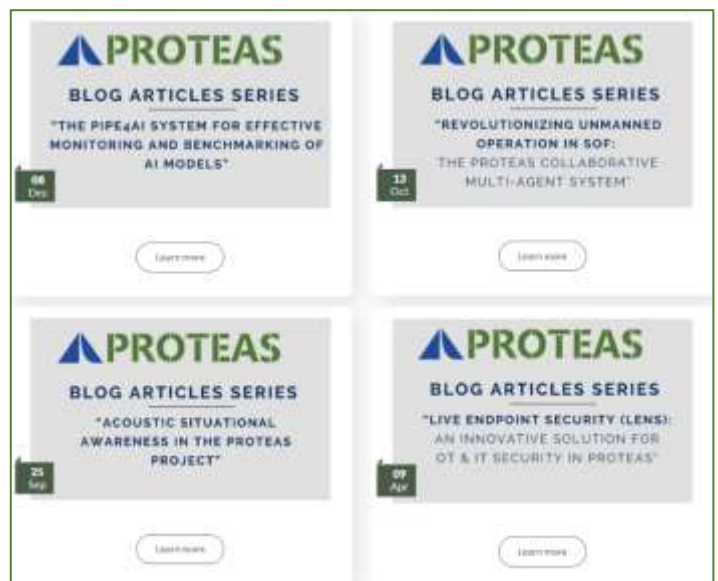 PROTEAS
BLOG ARTICLES SERIES
"THE PIPE4AI SYSTEM FOR EFFECTIVE
MONITORING AND BENCHMARKING OF
AI MODELS"
08
Dec
Learn more
PROTEAS
BLOG ARTICLES SERIES
"REVOLUTIONIZING UNMANNED
OPERATION IN SOF:
THE PROTEAS COLLABORATIVE
MULTI-AGENT SYSTEM"
13
Oct
Learn more
PROTEAS
BLOG ARTICLES SERIES
"ACOUSTIC SITUATIONAL
AWARENESS IN THE PROTEAS
PROJECT"
25
Sep
Learn more
PROTEAS
BLOG ARTICLES SERIES
"LIVE ENDPOINT SECURITY (LENS):
AN INNOVATIVE SOLUTION FOR
OT & IT SECURITY IN PROTEAS"
09
Apr
Learn more